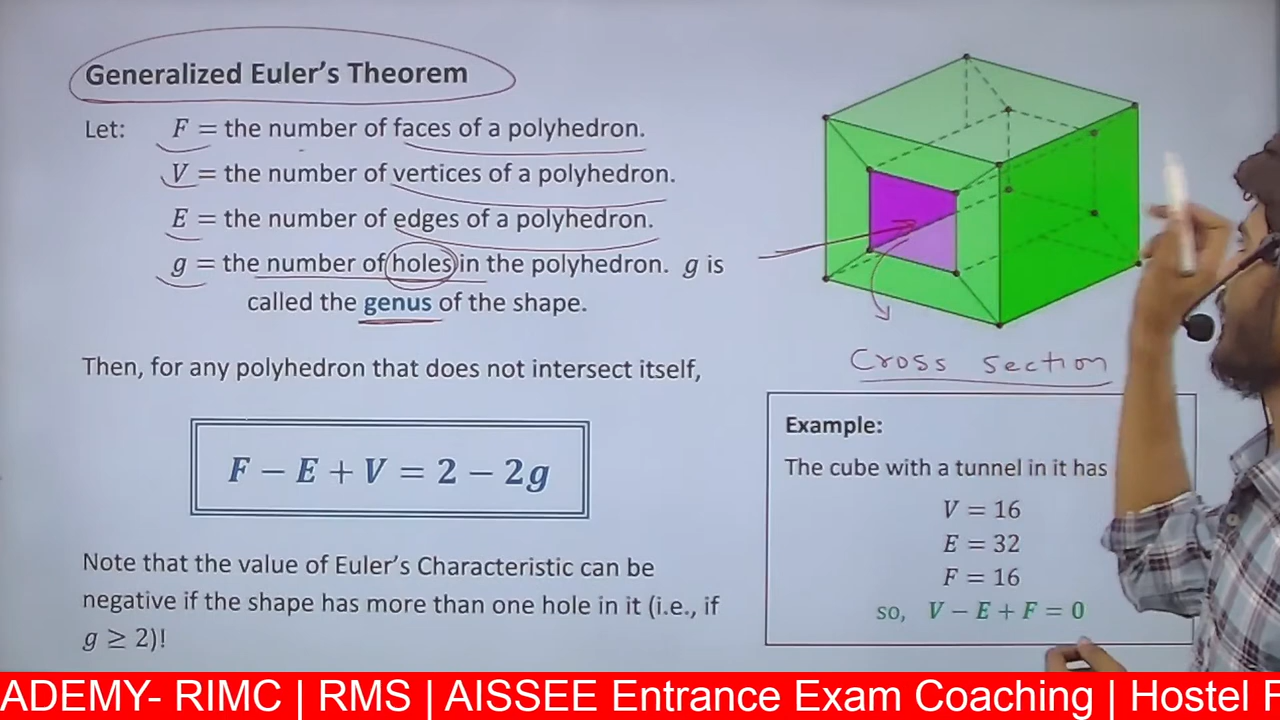 Generalized Euler's Theorem
Let: F = the number of faces of a polyhedron.
V = the number of vertices of a polyhedron.
E = the number of edges of a polyhedron.
g = the number of holes in the polyhedron. g is
called the genus of the shape.
Then, for any polyhedron that does not intersect itself,
F − E + V = 2 − 2g
Note that the value of Euler's Characteristic can be
negative if the shape has more than one hole in it (i.e., if
g ≥ 2)!
Cross section
Example:
The cube with a tunnel in it has
V = 16
E = 32
F = 16
so, V − E + F = 0
ADEMY- RIMC | RMS | AISSEE Entrance Exam Coaching | Hostel F